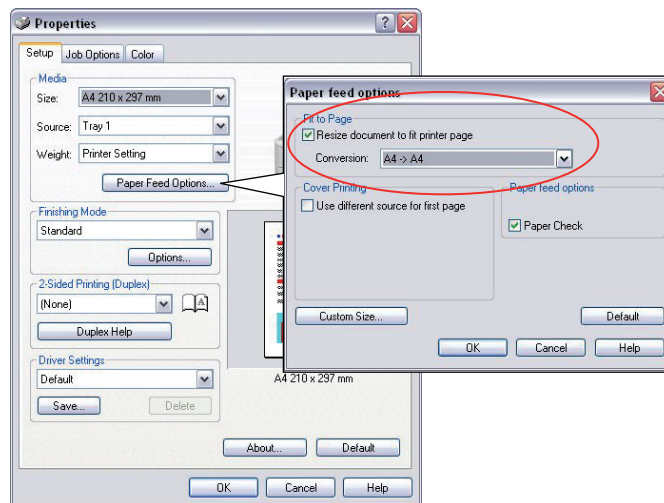 Properties
Setup Job Options Color
Media
Size: A4 210 x 297 mm
Source: Tray 1
Weight: Printer Setting
Paper Feed Options...
Finishing Mode
Standard
Options...
2-Sided Printing (Duplex)
(None)
A
Duplex Help
Driver Settings
Default
Save... Delete
A4 210 x 297 mm
About... Default
OK Cancel Help
Paper feed options
Fit to Page
Resize document to fit printer page
Conversion: A4 -> A4
Cover Printing
Use different source for first page
Paper feed options
Paper Check
Custom Size... Default
OK Cancel Help